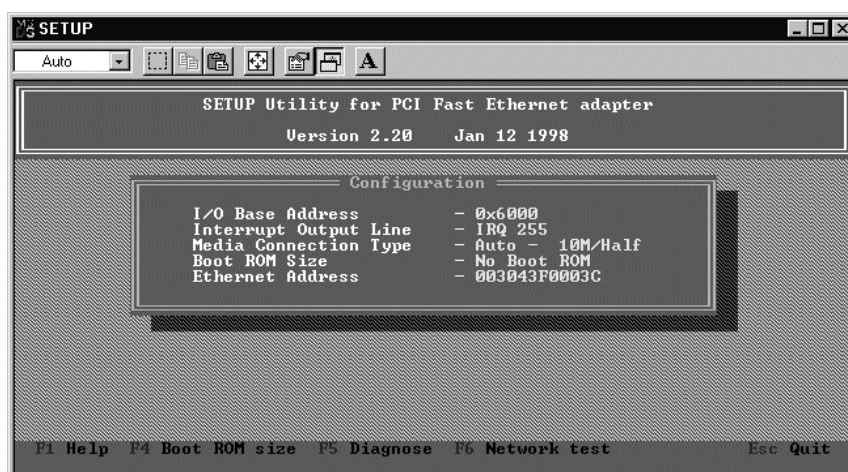 SETUP
Auto
A
SETUP Utility for PCI Fast Ethernet adapter
Version 2.20 Jan 12 1998
Configuration
I/O Base Address - 0x6000
Interrupt Output Line - IRQ 255
Media Connection Type - Auto - 10M/Half
Boot ROM Size - No Boot ROM
Ethernet Address - 003043F0003C
F1 Help F4 Boot ROM size F5 Diagnose F6 Network test Esc Quit